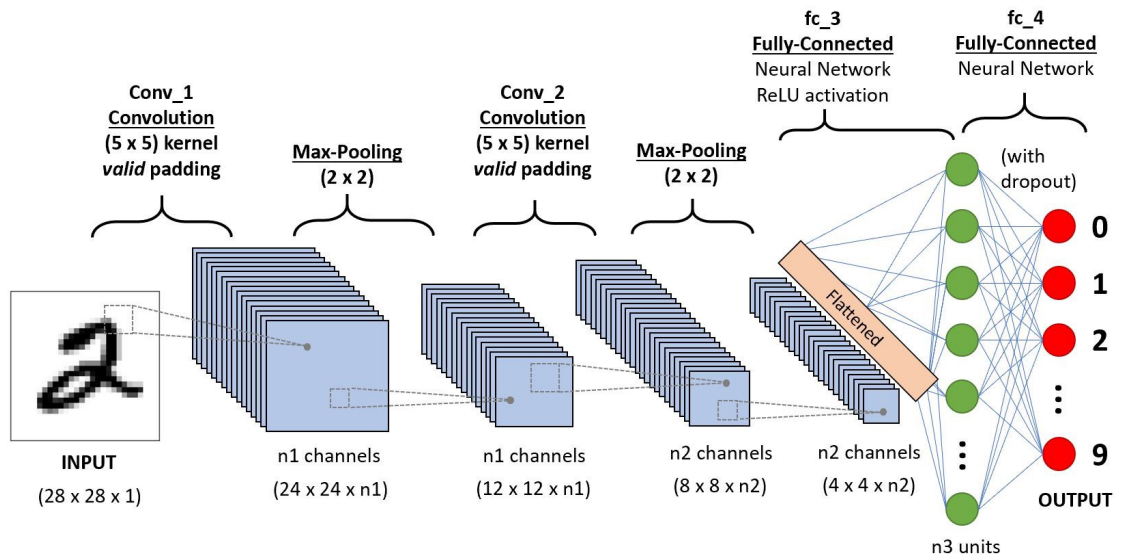 Conv_1
Convolution
(5 x 5) kernel
valid padding
Max-Pooling
(2 x 2)
Conv_2
Convolution
(5 x 5) kernel
valid padding
Max-Pooling
(2 x 2)
fc_3
Fully-Connected
Neural Network
ReLU activation
fc_4
Fully-Connected
Neural Network
(with
dropout)
Flattened
0
1
2
9
OUTPUT
2
INPUT
(28 x 28 x 1)
n1 channels
(24 x 24 x n1)
n1 channels
(12 x 12 x n1)
n2 channels
(8 x 8 x n2)
n2 channels
(4 x 4 x n2)
n3 units